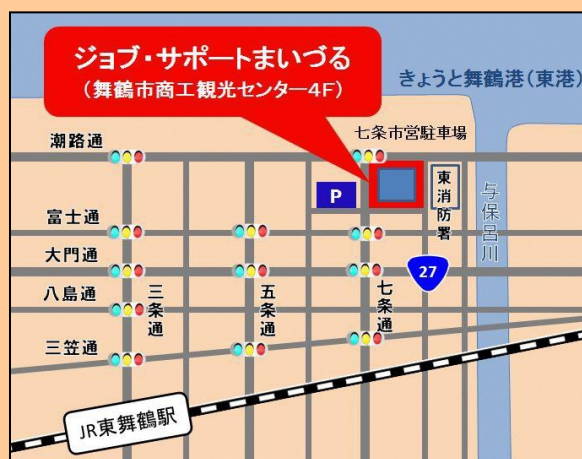 ジョブ・サポートまいづる
(舞鶴市商工観光センター4F)
きょうと舞鶴港(東港)
七条市営駐車場
潮路通
P
東消防署
与保呂川
富士通
大門通
27
八島通
三条通
五条通
七条通
三笠通
JR東舞鶴駅